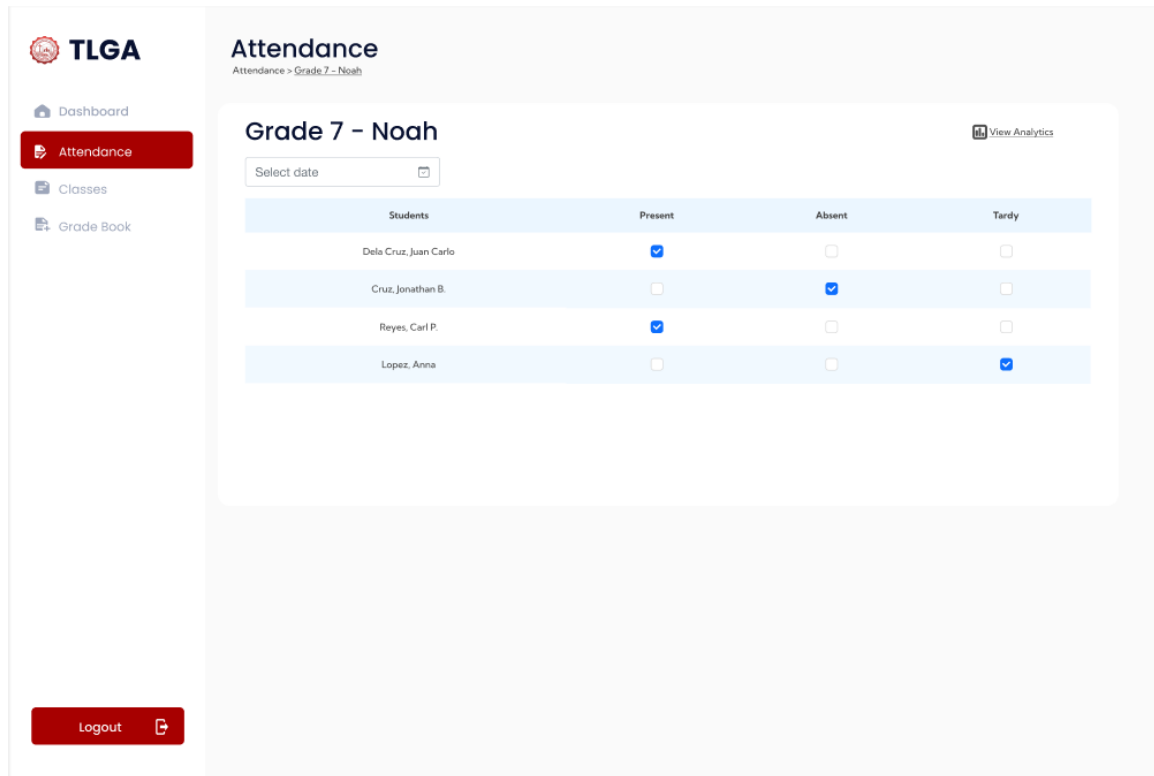 TLGA
Dashboard
Attendance
Classes
Grade Book
Logout
Attendance
Attendance > Grade 7 - Noah
Grade 7 - Noah
View Analytics
Select date
Students Present Absent Tardy
Dela Cruz, Juan Carlo
Cruz, Jonathan B.
Reyes, Carl P.
Lopez, Anna